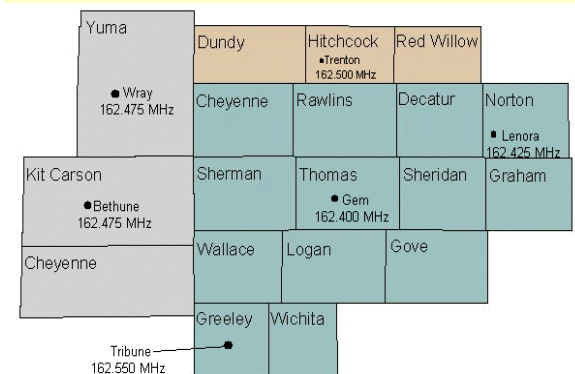 Yuma
Dundy
Hitchcock
Red Willow
Trenton
162.500 MHz
Wray
162.475 MHz
Cheyenne
Rawlins
Decatur
Norton
Lenora
162.425 MHz
Kit Carson
Sherman
Thomas
Sheridan
Graham
Bethune
162.475 MHz
Gem
162.400 MHz
Cheyenne
Wallace
Logan
Gove
Greeley
Wichita
Tribune
162.550 MHz